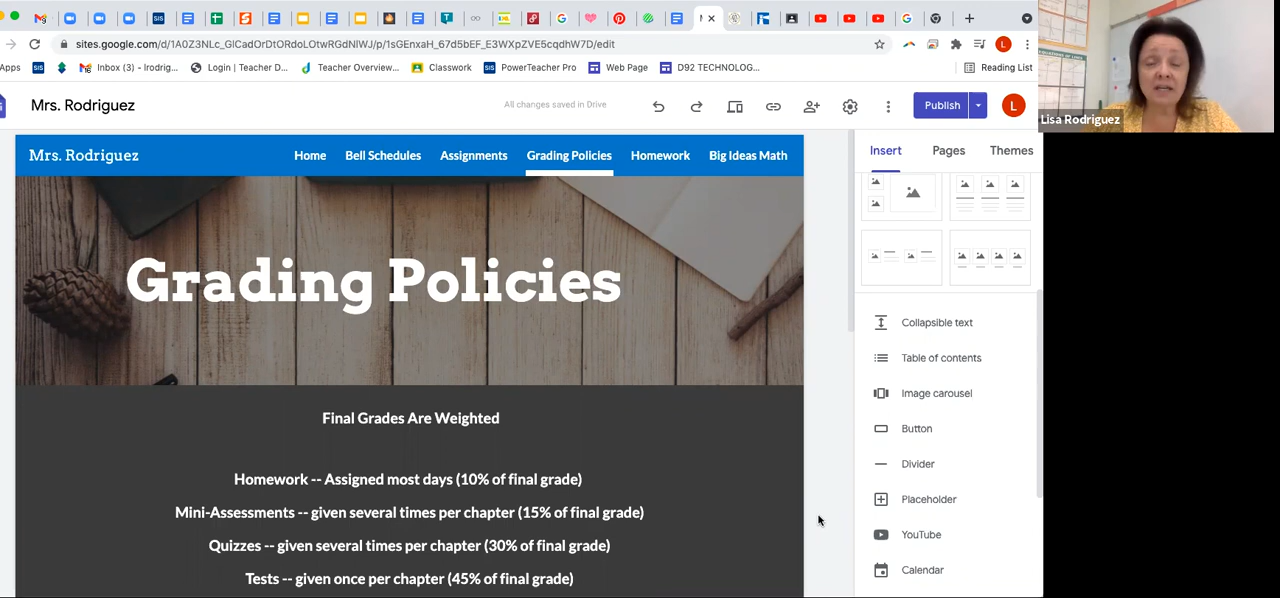 sites.google.com/d/1A0Z3NLc_GlCadOrDtORdoLOtwRGdNIWJ/p/1sGEnxaH_67d5bEF_E3WXpZVE5cqdhW7D/edit
Apps
SIS
Inbox (3) - lrodrig...
Login | Teacher D...
Teacher Overview...
Classwork
SIS PowerTeacher Pro
Web Page
D92 TECHNOLOG...
Reading List
Mrs. Rodriguez
All changes saved in Drive
Publish
L
Lisa Rodriguez
Mrs. Rodriguez
Home
Bell Schedules
Assignments
Grading Policies
Homework
Big Ideas Math
Insert
Pages
Themes
Grading Policies
Final Grades Are Weighted
Homework -- Assigned most days (10% of final grade)
Mini-Assessments -- given several times per chapter (15% of final grade)
Quizzes -- given several times per chapter (30% of final grade)
Tests -- given once per chapter (45% of final grade)
Collapsible text
Table of contents
Image carousel
Button
Divider
Placeholder
YouTube
Calendar